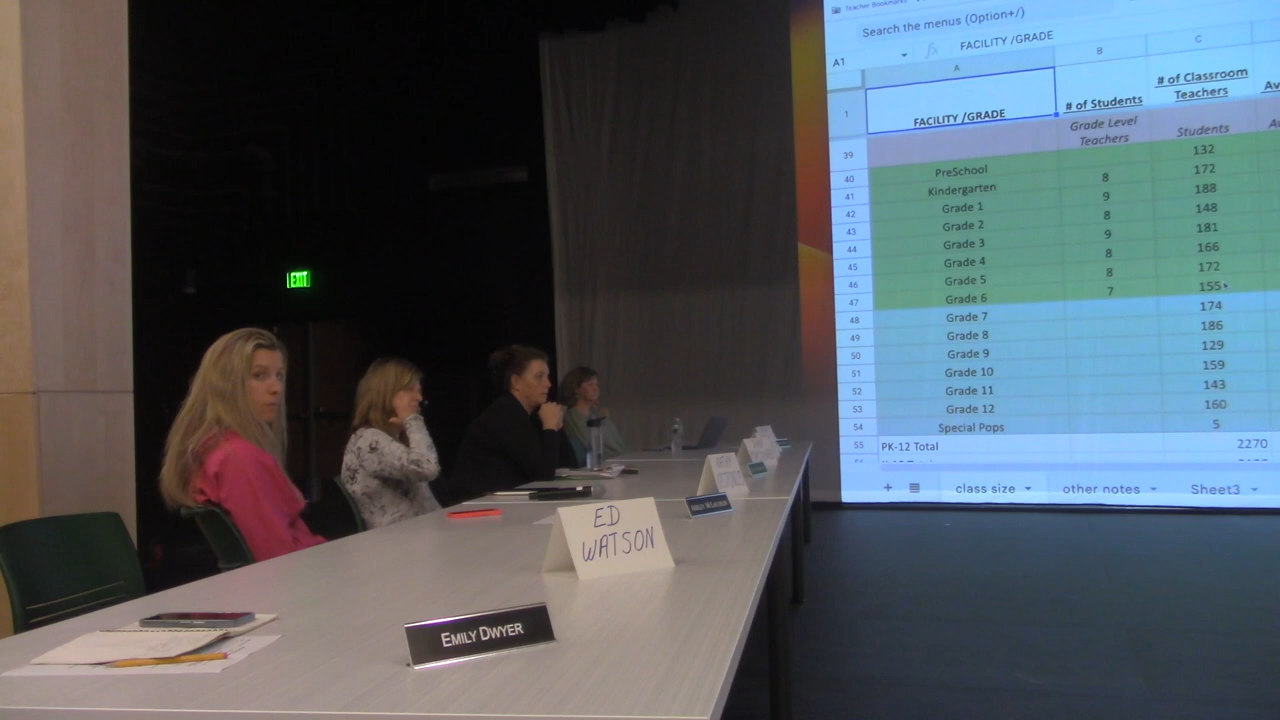 Teacher Bookmarks
Search the menus (Option+/)
A1 fx FACILITY /GRADE
A B C
1 FACILITY /GRADE # of Students # of Classroom Teachers Av
39 Grade Level Teachers Students
40 PreSchool 132
41 Kindergarten 8 172
42 Grade 1 9 188
43 Grade 2 8 148
44 Grade 3 9 181
45 Grade 4 8 166
46 Grade 5 8 172
47 Grade 6 7 155
48 Grade 7 174
49 Grade 8 186
50 Grade 9 129
51 Grade 10 159
52 Grade 11 143
53 Grade 12 160
54 Special Pops 5
55 PK-12 Total 2270
+ class size other notes Sheet3
EXIT
ED
WATSON
EMILY DWYER